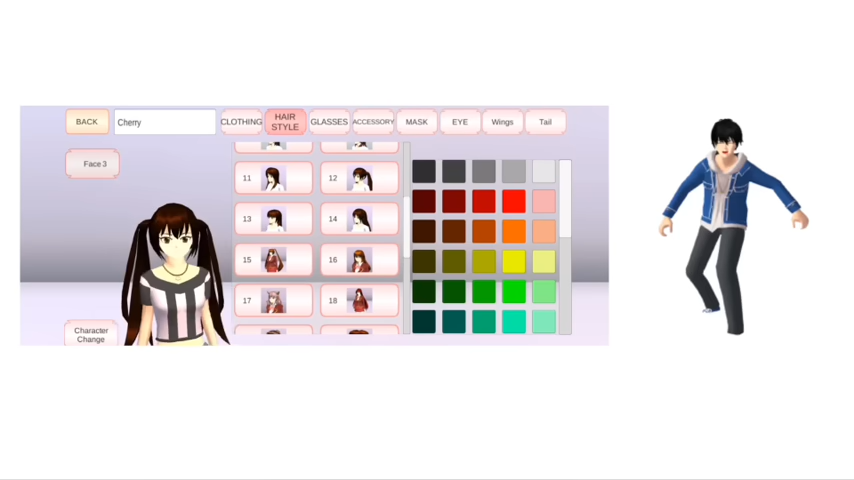 BACK
Cherry
CLOTHING
HAIR
STYLE
GLASSES
ACCESSORY
MASK
EYE
Wings
Tail
Face 3
11
12
13
14
15
16
17
18
Character
Change